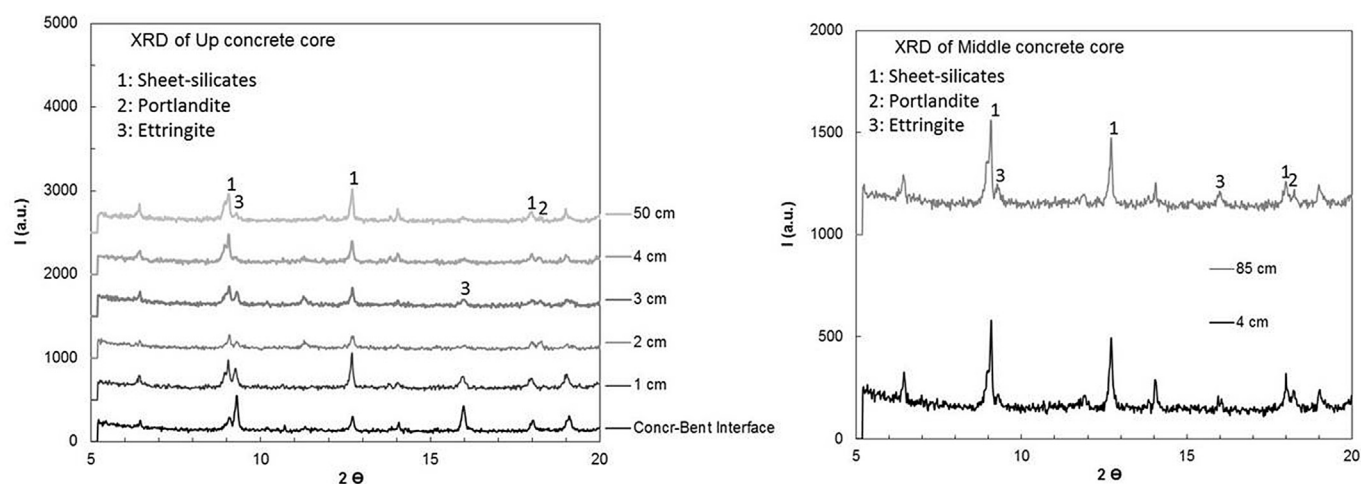 XRD of Up concrete core
1: Sheet-silicates
2: Portlandite
3: Ettringite
5000
4000
3000
2000
1000
0
I (a.u.)
1
3
1
1
2
3
50 cm
4 cm
3 cm
2 cm
1 cm
Concr-Bent Interface
5
10
15
20
2 Ɵ
XRD of Middle concrete core
1: Sheet-silicates
2: Portlandite
3: Ettringite
2000
1500
1000
500
0
I (a.u.)
1
3
1
3
1
2
85 cm
4 cm
5
10
15
20
2 Ɵ